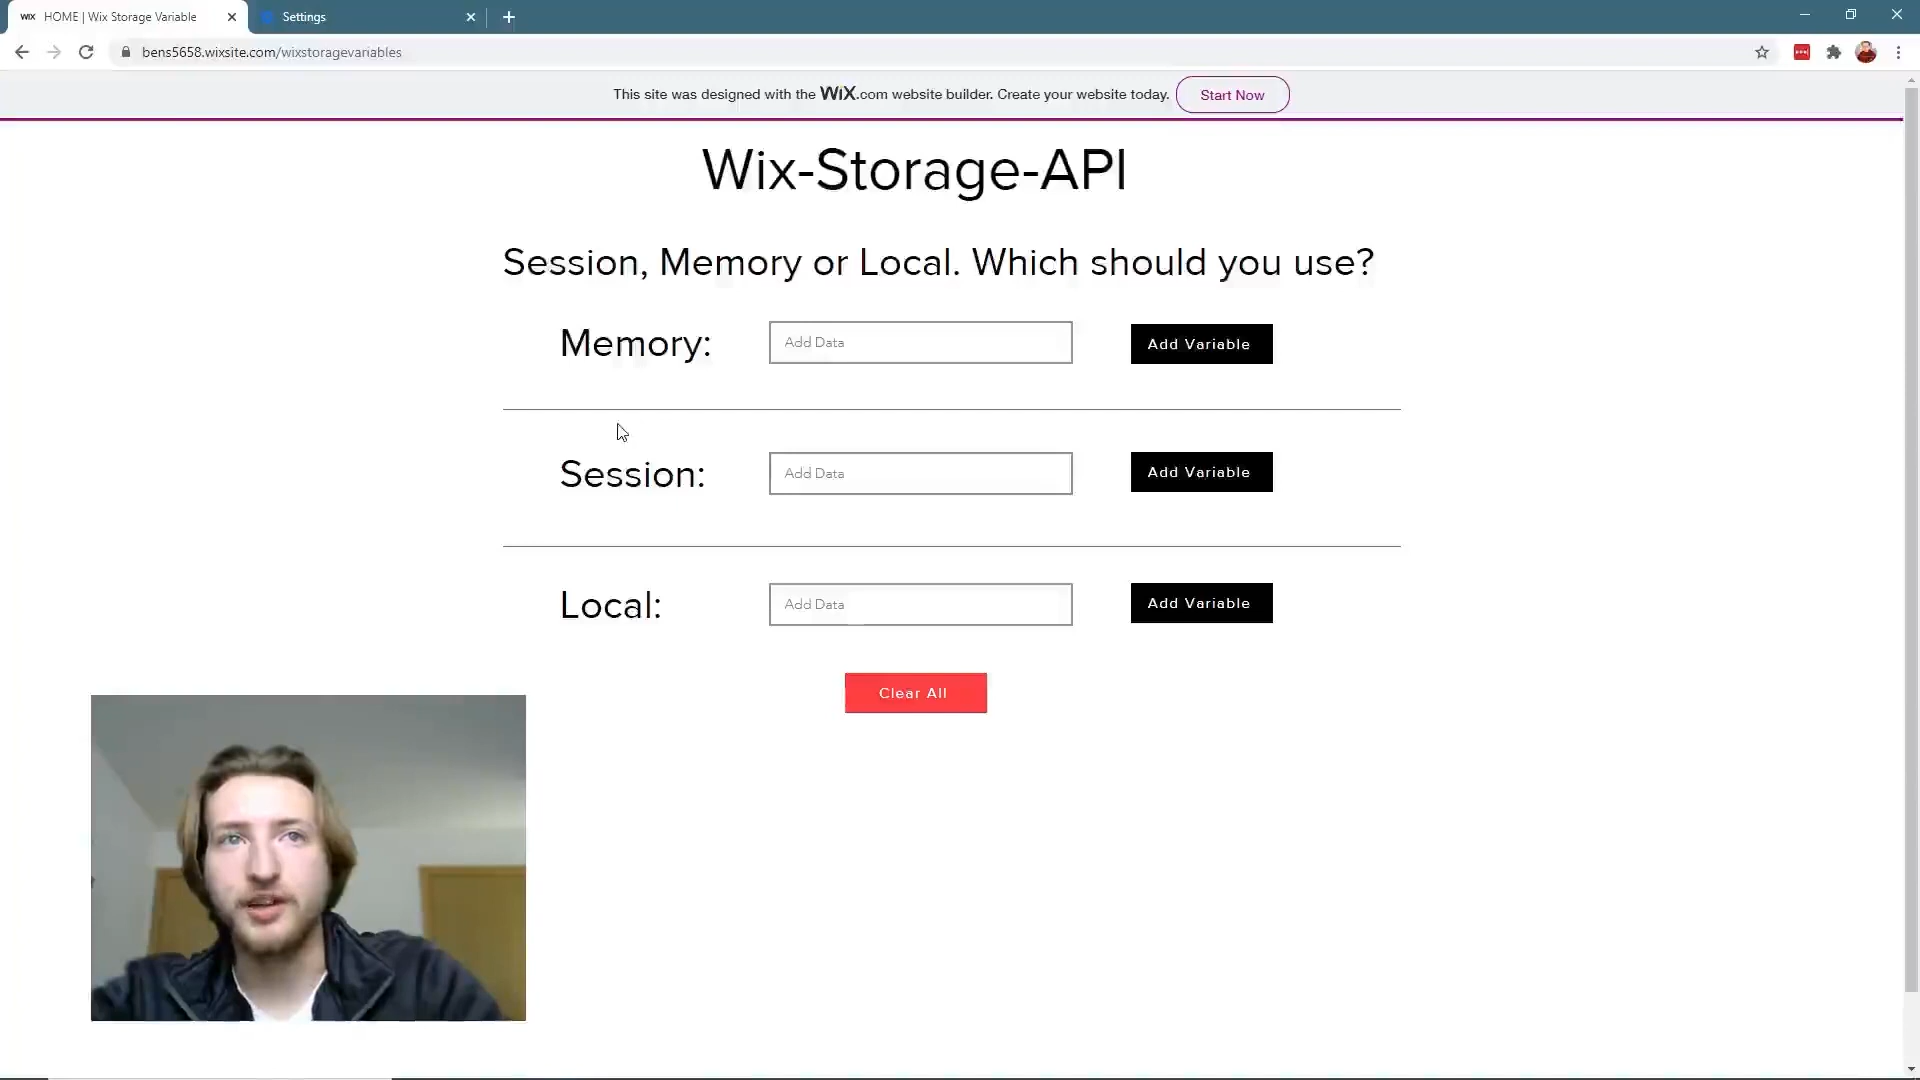 WiX HOME | Wix Storage Variable
Settings
bens5658.wixsite.com/wixstoragevariables
This site was designed with the WiX.com website builder. Create your website today. Start Now
Wix-Storage-API
Session, Memory or Local. Which should you use?
Memory: Add Data Add Variable
Session: Add Data Add Variable
Local: Add Data Add Variable
Clear All